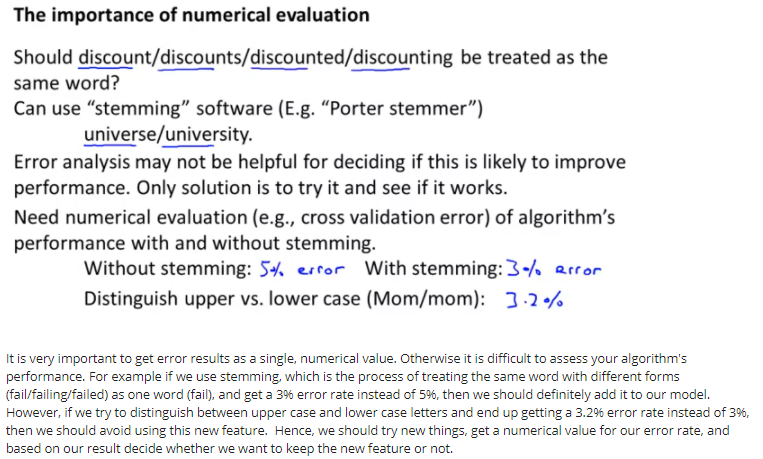 The importance of numerical evaluation
Should discount/discounts/discounted/discounting be treated as the
same word?
Can use “stemming” software (E.g. “Porter stemmer”)
universe/university.
Error analysis may not be helpful for deciding if this is likely to improve
performance. Only solution is to try it and see if it works.
Need numerical evaluation (e.g., cross validation error) of algorithm’s
performance with and without stemming.
Without stemming: 5% error With stemming: 3% error
Distinguish upper vs. lower case (Mom/mom): 3.2%
It is very important to get error results as a single, numerical value. Otherwise it is difficult to assess your algorithm's
performance. For example if we use stemming, which is the process of treating the same word with different forms
(fail/failing/failed) as one word (fail), and get a 3% error rate instead of 5%, then we should definitely add it to our model.
However, if we try to distinguish between upper case and lower case letters and end up getting a 3.2% error rate instead of 3%,
then we should avoid using this new feature. Hence, we should try new things, get a numerical value for our error rate, and
based on our result decide whether we want to keep the new feature or not.